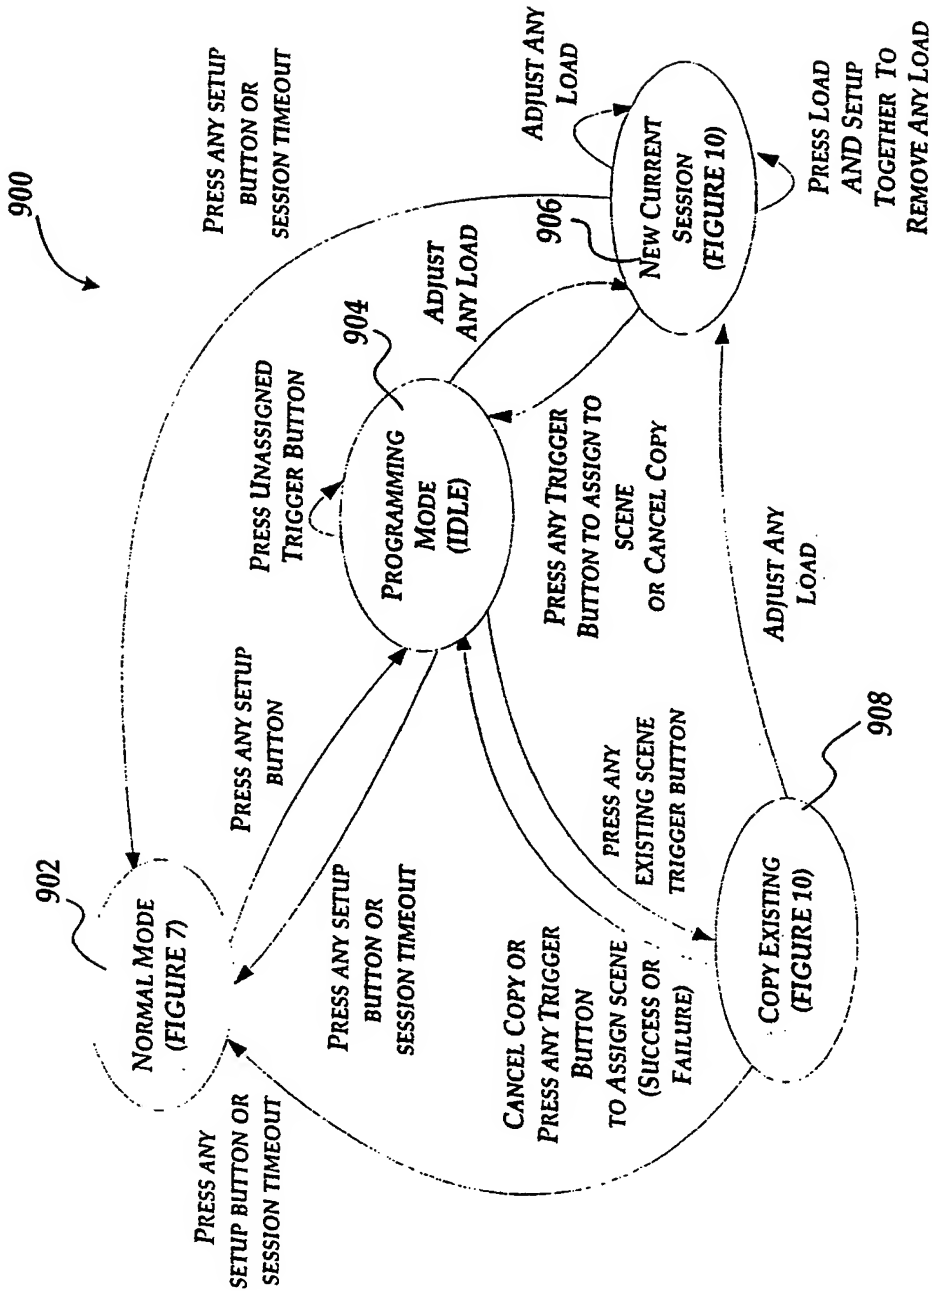 900
PRESS ANY SETUP
BUTTON OR
SESSION TIMEOUT
902
NORMAL MODE
(FIGURE 7)
PRESS ANY
SETUP BUTTON OR
SESSION TIMEOUT
PRESS ANY SETUP
BUTTON
PRESS ANY SETUP
BUTTON OR
SESSION TIMEOUT
PRESS UNASSIGNED
TRIGGER BUTTON
904
PROGRAMMING
MODE
(IDLE)
ADJUST
ANY LOAD
PRESS ANY TRIGGER
BUTTON TO ASSIGN TO
SCENE
OR CANCEL COPY
906
NEW CURRENT
SESSION
(FIGURE 10)
ADJUST ANY
LOAD
PRESS LOAD
AND SETUP
TOGETHER TO
REMOVE ANY LOAD
CANCEL COPY OR
PRESS ANY TRIGGER
BUTTON
TO ASSIGN SCENE
(SUCCESS OR
FAILURE)
PRESS ANY
EXISTING SCENE
TRIGGER BUTTON
ADJUST ANY
LOAD
908
COPY EXISTING
(FIGURE 10)